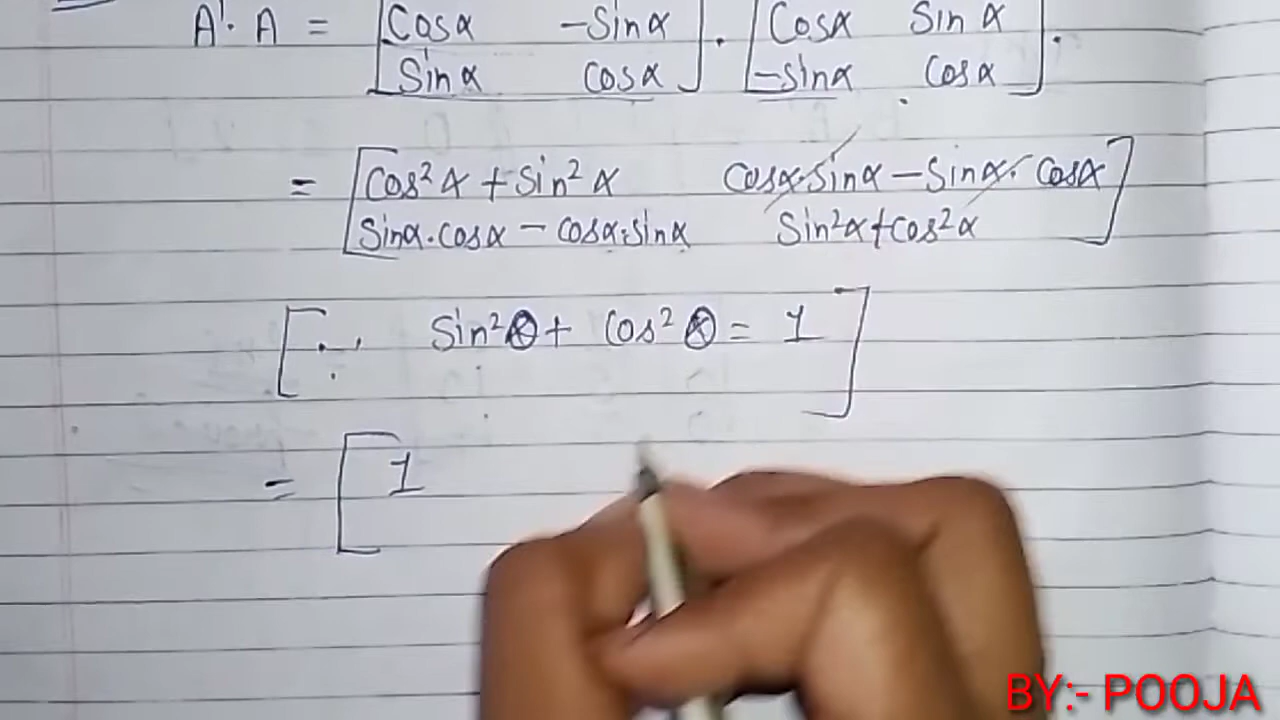 A'. A = [Cosα -Sinα] . [Cosα Sinα] .
[Sinα Cosα] [-Sinα Cosα]
= [Cos²α + Sin²α Cosα.Sinα - Sinα.Cosα]
[Sinα.Cosα - Cosα.Sinα Sin²α + Cos²α]
[∵ Sin²α + Cos²α = 1]
= [1
BY:- POOJA